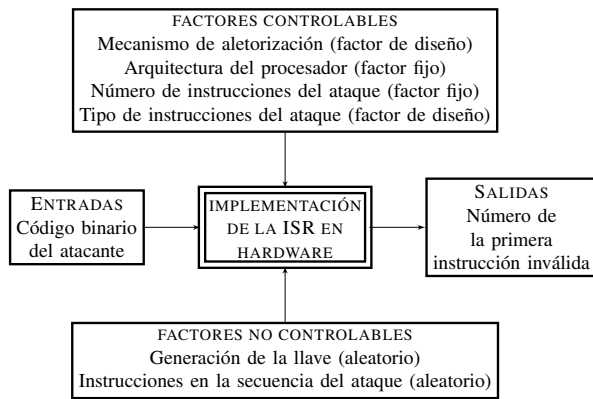 FACTORES CONTROLABLES
Mecanismo de aletorización (factor de diseño)
Arquitectura del procesador (factor fijo)
Número de instrucciones del ataque (factor fijo)
Tipo de instrucciones del ataque (factor de diseño)
ENTRADAS
Código binario
del atacante
IMPLEMENTACIÓN
DE LA ISR EN
HARDWARE
SALIDAS
Número de
la primera
instrucción inválida
FACTORES NO CONTROLABLES
Generación de la llave (aleatorio)
Instrucciones en la secuencia del ataque (aleatorio)